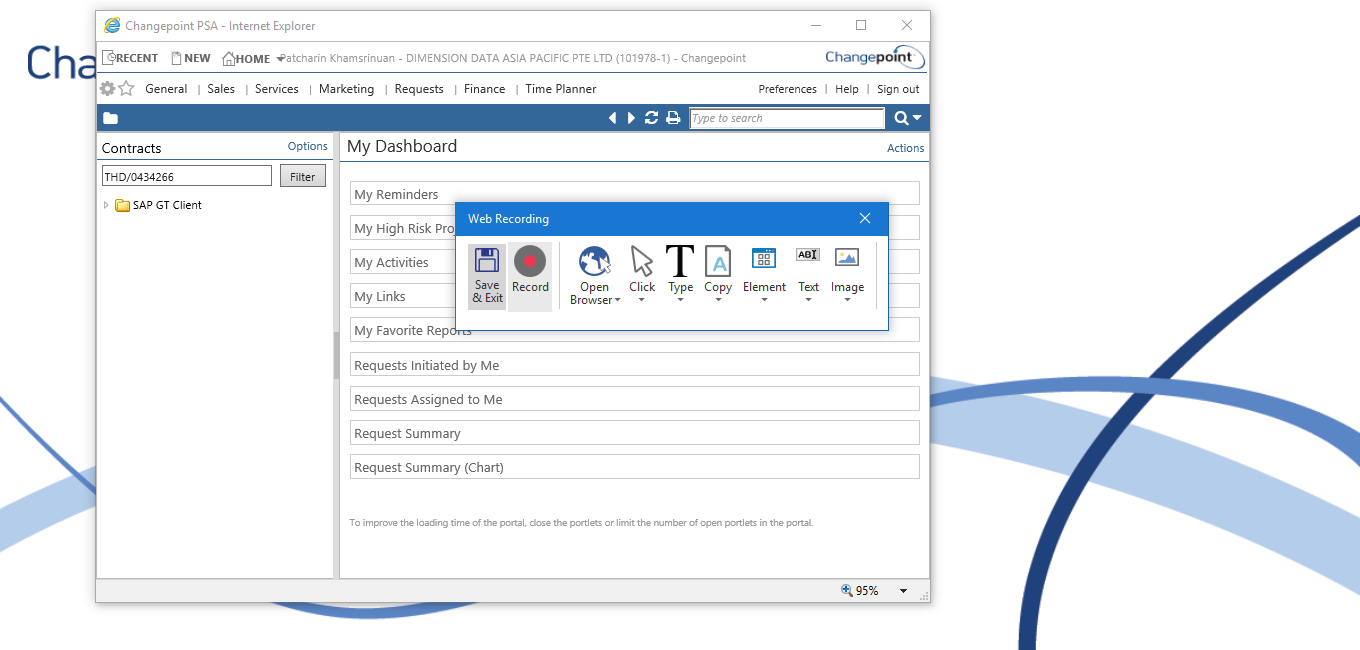 Cha
Changepoint PSA - Internet Explorer
RECENT NEW HOME Patcharin Khamsrinuan - DIMENSION DATA ASIA PACIFIC PTE LTD (101978-1) - Changepoint
Changepoint
General | Sales | Services | Marketing | Requests | Finance | Time Planner
Preferences | Help | Sign out
Type to search
Contracts
Options
THD/0434266
Filter
SAP GT Client
My Dashboard
Actions
My Reminders
My High Risk Pro
My Activities
My Links
My Favorite Reports
Requests Initiated by Me
Requests Assigned to Me
Request Summary
Request Summary (Chart)
To improve the loading time of the portal, close the portlets or limit the number of open portlets in the portal.
Web Recording
Save
& Exit
Record
Open
Browser
Click
T
Type
A
Copy
Element
ABI
Text
Image
95%